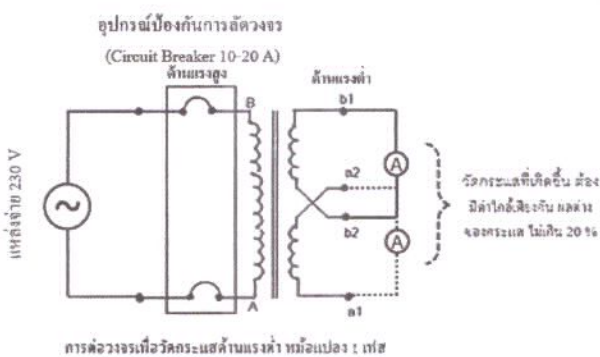 อุปกรณ์ป้องกันการลัดวงจร
(Circuit Breaker 10-20 A)
ด้านแรงสูง
ด้านแรงต่ำ
แหล่งจ่าย 230 V
B
A
b1
a2
b2
a1
A
A
วัดกระแสที่เกิดขึ้น ต้อง
มีค่าใกล้เคียงกัน ผลต่าง
ของกระแส ไม่เกิน 20 %
การต่อวงจรเพื่อวัดกระแสด้านแรงต่ำ หม้อแปลง 1 เฟส